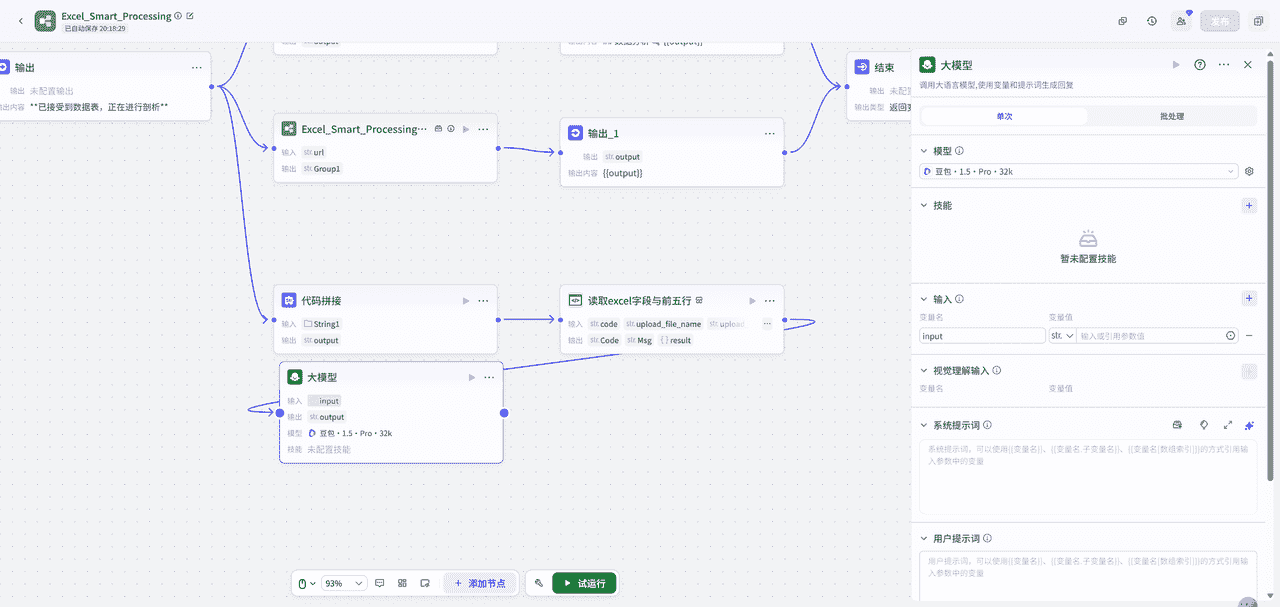 Excel_Smart_Processing
已自动保存 20:18:29
发布
输出
输出 未配置输出
输出内容 **已接受到数据表，正在进行剖析**
Excel_Smart_Processing···
输入 str. url
输出 str. Group1
输出_1
输出 str. output
输出内容 {{output}}
结束
输出 未配
输出类型 返回变
代码拼接
输入 String1
输出 str. output
读取excel字段与前五行
输入 str. code str. upload_file_name str. upload ···
输出 str. Code str. Msg {} result
大模型
输入 input
输出 str. output
模型 豆包·1.5·Pro·32k
技能 未配置技能
93%
+ 添加节点
试运行
大模型
调用大语言模型,使用变量和提示词生成回复
单次 批处理
模型
豆包·1.5·Pro·32k
技能
暂未配置技能
输入
变量名 变量值
input str. 输入或引用参数值
视觉理解输入
变量名 变量值
系统提示词
系统提示词，可以使用{{变量名}}、{{变量名.子变量名}}、{{变量名[数组索引]}}的方式引用输
入参数中的变量
用户提示词
用户提示词，可以使用{{变量名}}、{{变量名.子变量名}}、{{变量名[数组索引]}}的方式引用输
入参数中的变量